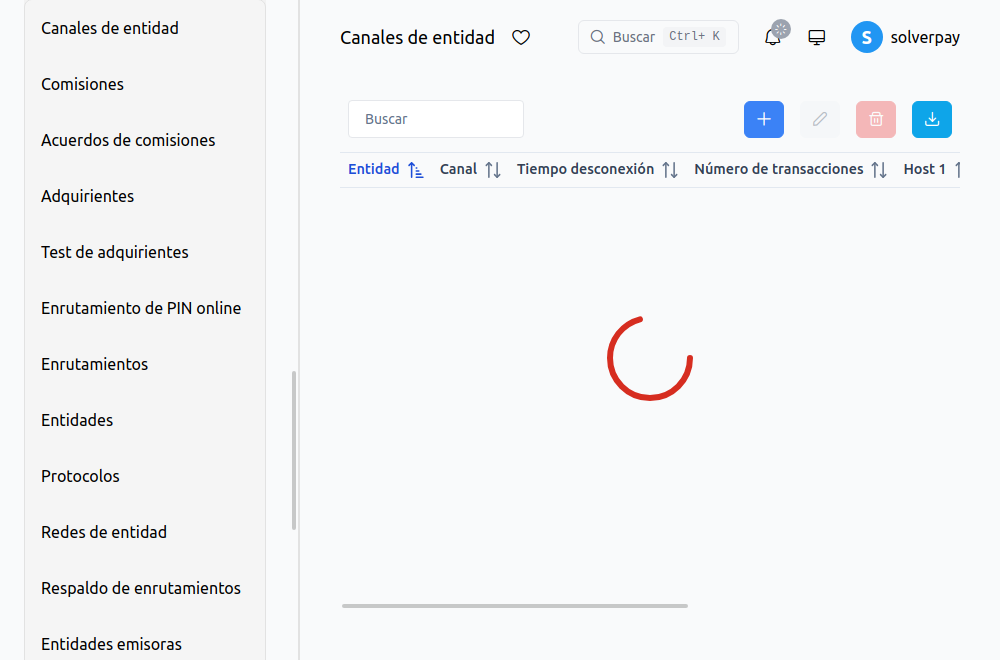 Canales de entidad
Comisiones
Acuerdos de comisiones
Adquirientes
Test de adquirientes
Enrutamiento de PIN online
Enrutamientos
Entidades
Protocolos
Redes de entidad
Respaldo de enrutamientos
Entidades emisoras
Canales de entidad
Buscar Ctrl+ K
S solverpay
Buscar
Entidad Canal Tiempo desconexión Número de transacciones Host 1